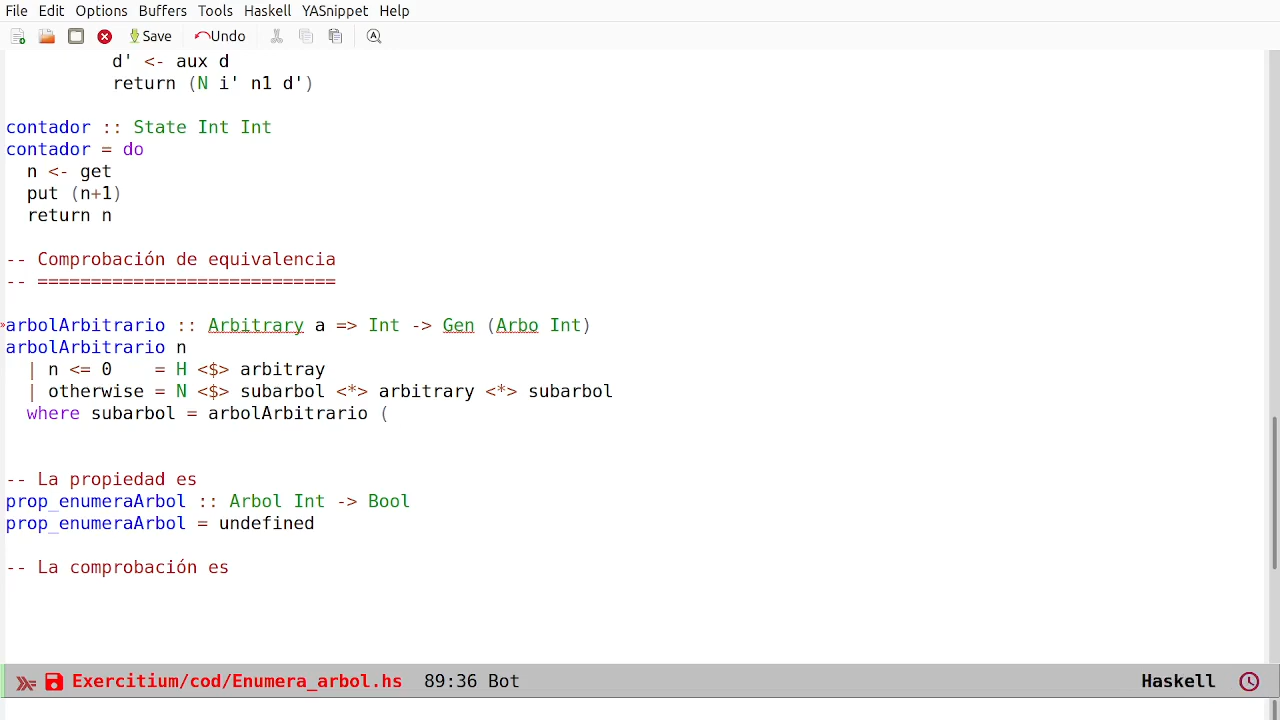 File Edit Options Buffers Tools Haskell YASnippet Help
Save Undo
d' <- aux d
return (N i' n1 d')
contador :: State Int Int
contador = do
n <- get
put (n+1)
return n
-- Comprobación de equivalencia
-- ============================
arbolArbitrario :: Arbitrary a => Int -> Gen (Arbo Int)
arbolArbitrario n
| n <= 0    = H <$> arbitray
| otherwise = N <$> subarbol <*> arbitrary <*> subarbol
where subarbol = arbolArbitrario (
-- La propiedad es
prop_enumeraArbol :: Arbol Int -> Bool
prop_enumeraArbol = undefined
-- La comprobación es
Exercitium/cod/Enumera_arbol.hs 89:36 Bot Haskell